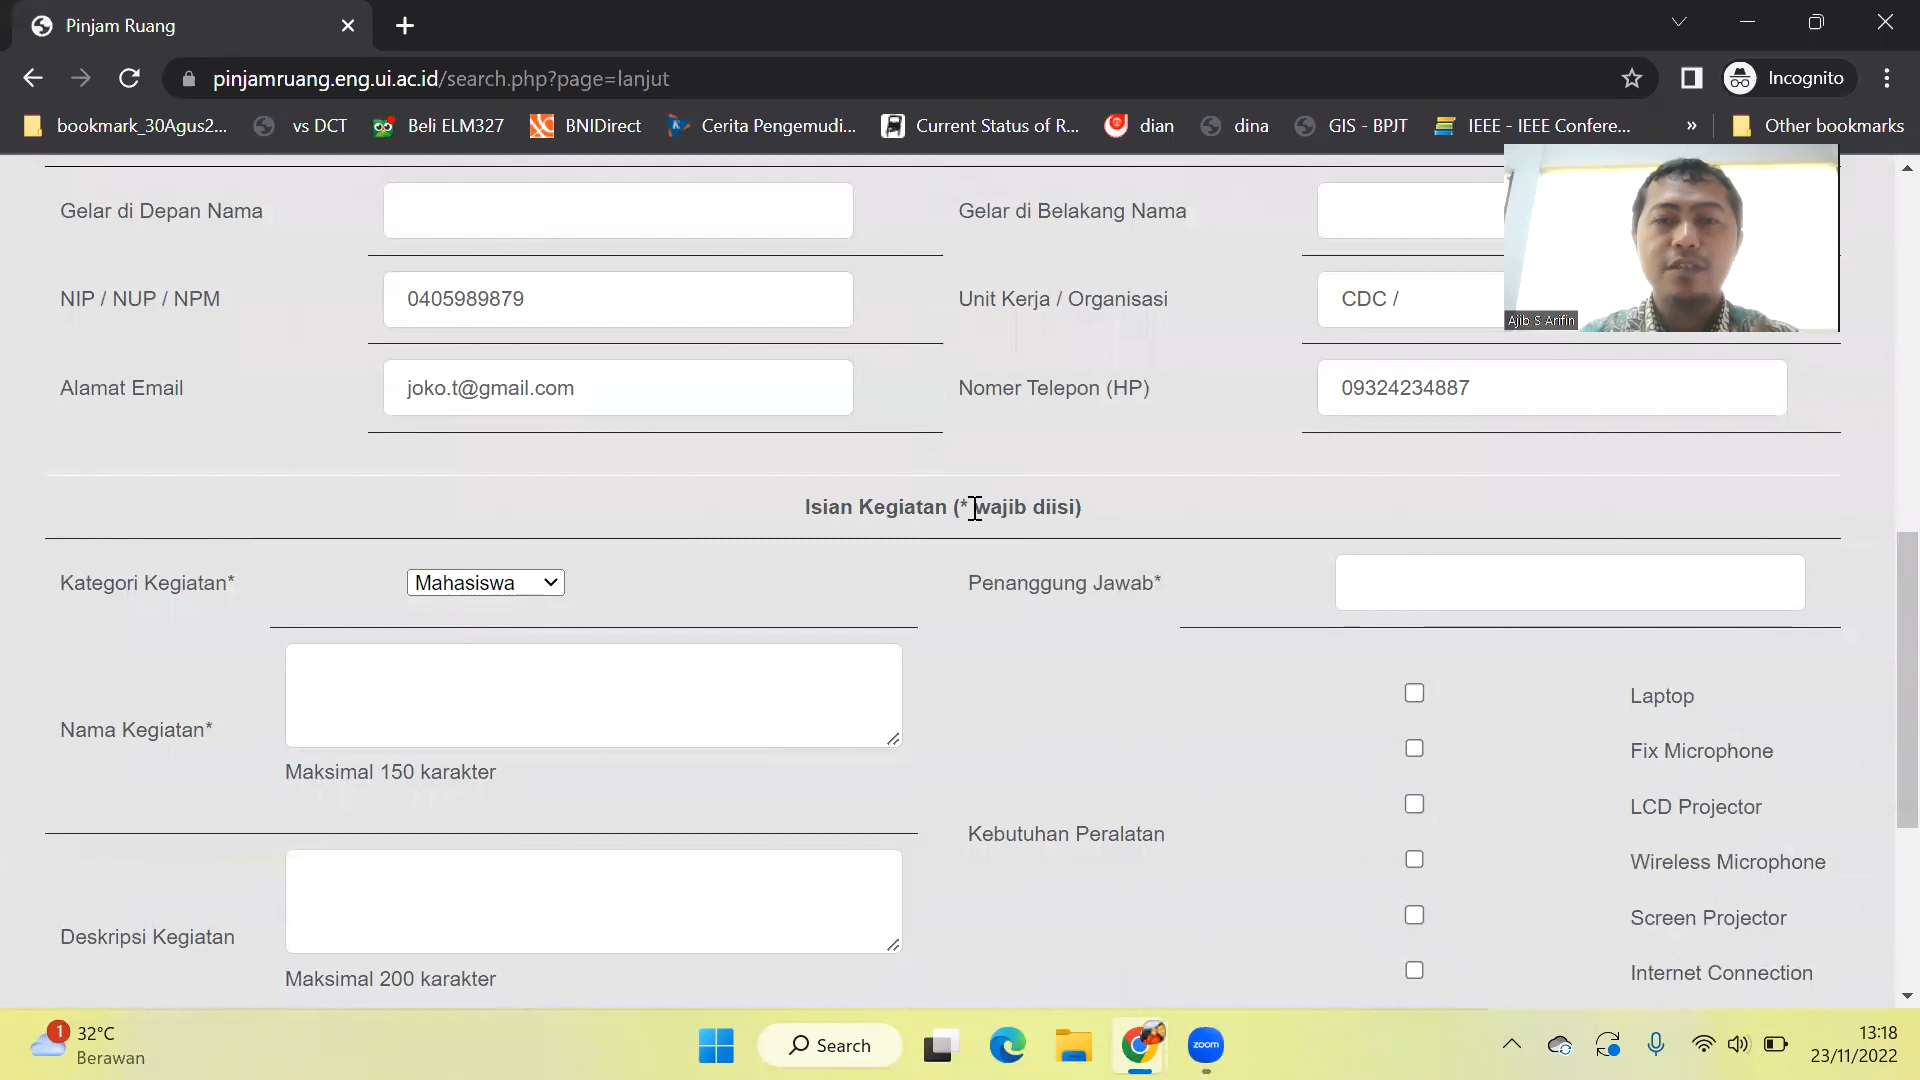 Pinjam Ruang
pinjamruang.eng.ui.ac.id/search.php?page=lanjut
Incognito
bookmark_30Agus2...
vs DCT
Beli ELM327
BNIDirect
Cerita Pengemudi...
Current Status of R...
dian
dina
GIS - BPJT
IEEE - IEEE Confere...
»
Other bookmarks
Gelar di Depan Nama
Gelar di Belakang Nama
NIP / NUP / NPM
0405989879
Unit Kerja / Organisasi
CDC /
Ajib S Arifin
Alamat Email
joko.t@gmail.com
Nomer Telepon (HP)
09324234887
Isian Kegiatan (* wajib diisi)
Kategori Kegiatan*
Mahasiswa
Penanggung Jawab*
Nama Kegiatan*
Maksimal 150 karakter
Kebutuhan Peralatan
Laptop
Fix Microphone
LCD Projector
Wireless Microphone
Screen Projector
Internet Connection
Deskripsi Kegiatan
Maksimal 200 karakter
1
32°C
Berawan
Search
zoom
13:18
23/11/2022